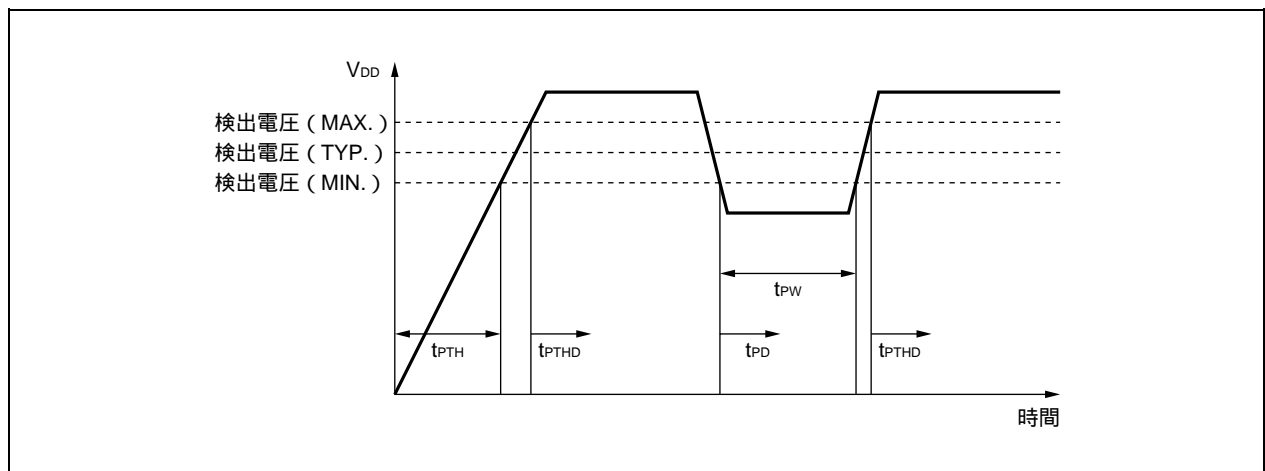 VDD
検出電圧（MAX.）
検出電圧（TYP.）
検出電圧（MIN.）
tPW
tPTH
tPTHD
tPD
tPTHD
時間